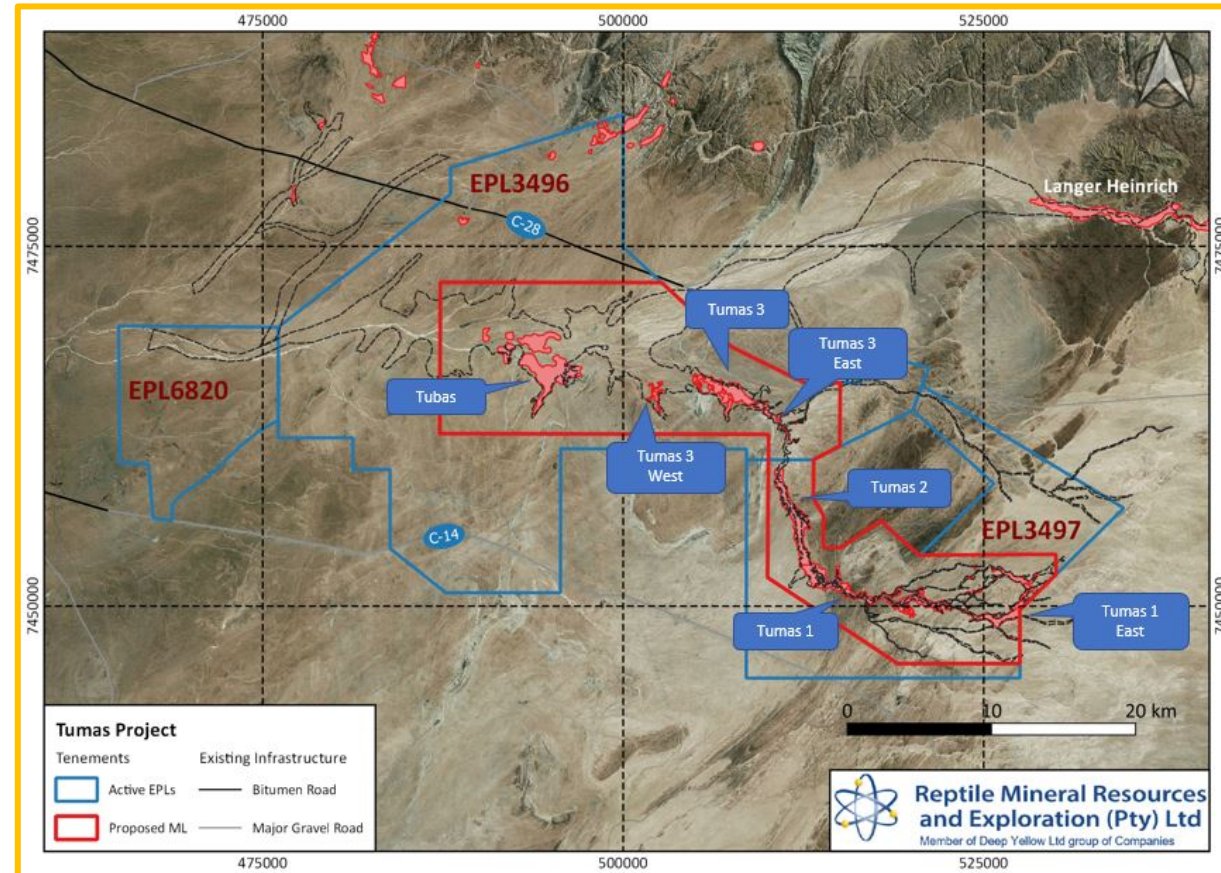 475000
500000
525000
Langer Heinrich
EPL3496
C-28
7475000
7475000
Tumas 3
Tumas 3
East
EPL6820
Tubas
Tumas 3
West
Tumas 2
EPL3497
C-14
7450000
7450000
Tumas 1
Tumas 1
East
0
10
20 km
Tumas Project
Tenements
Existing Infrastructure
Active EPLs
Bitumen Road
Proposed ML
Major Gravel Road
Reptile Mineral Resources
and Exploration (Pty) Ltd
Member of Deep Yellow Ltd group of Companies
475000
500000
525000